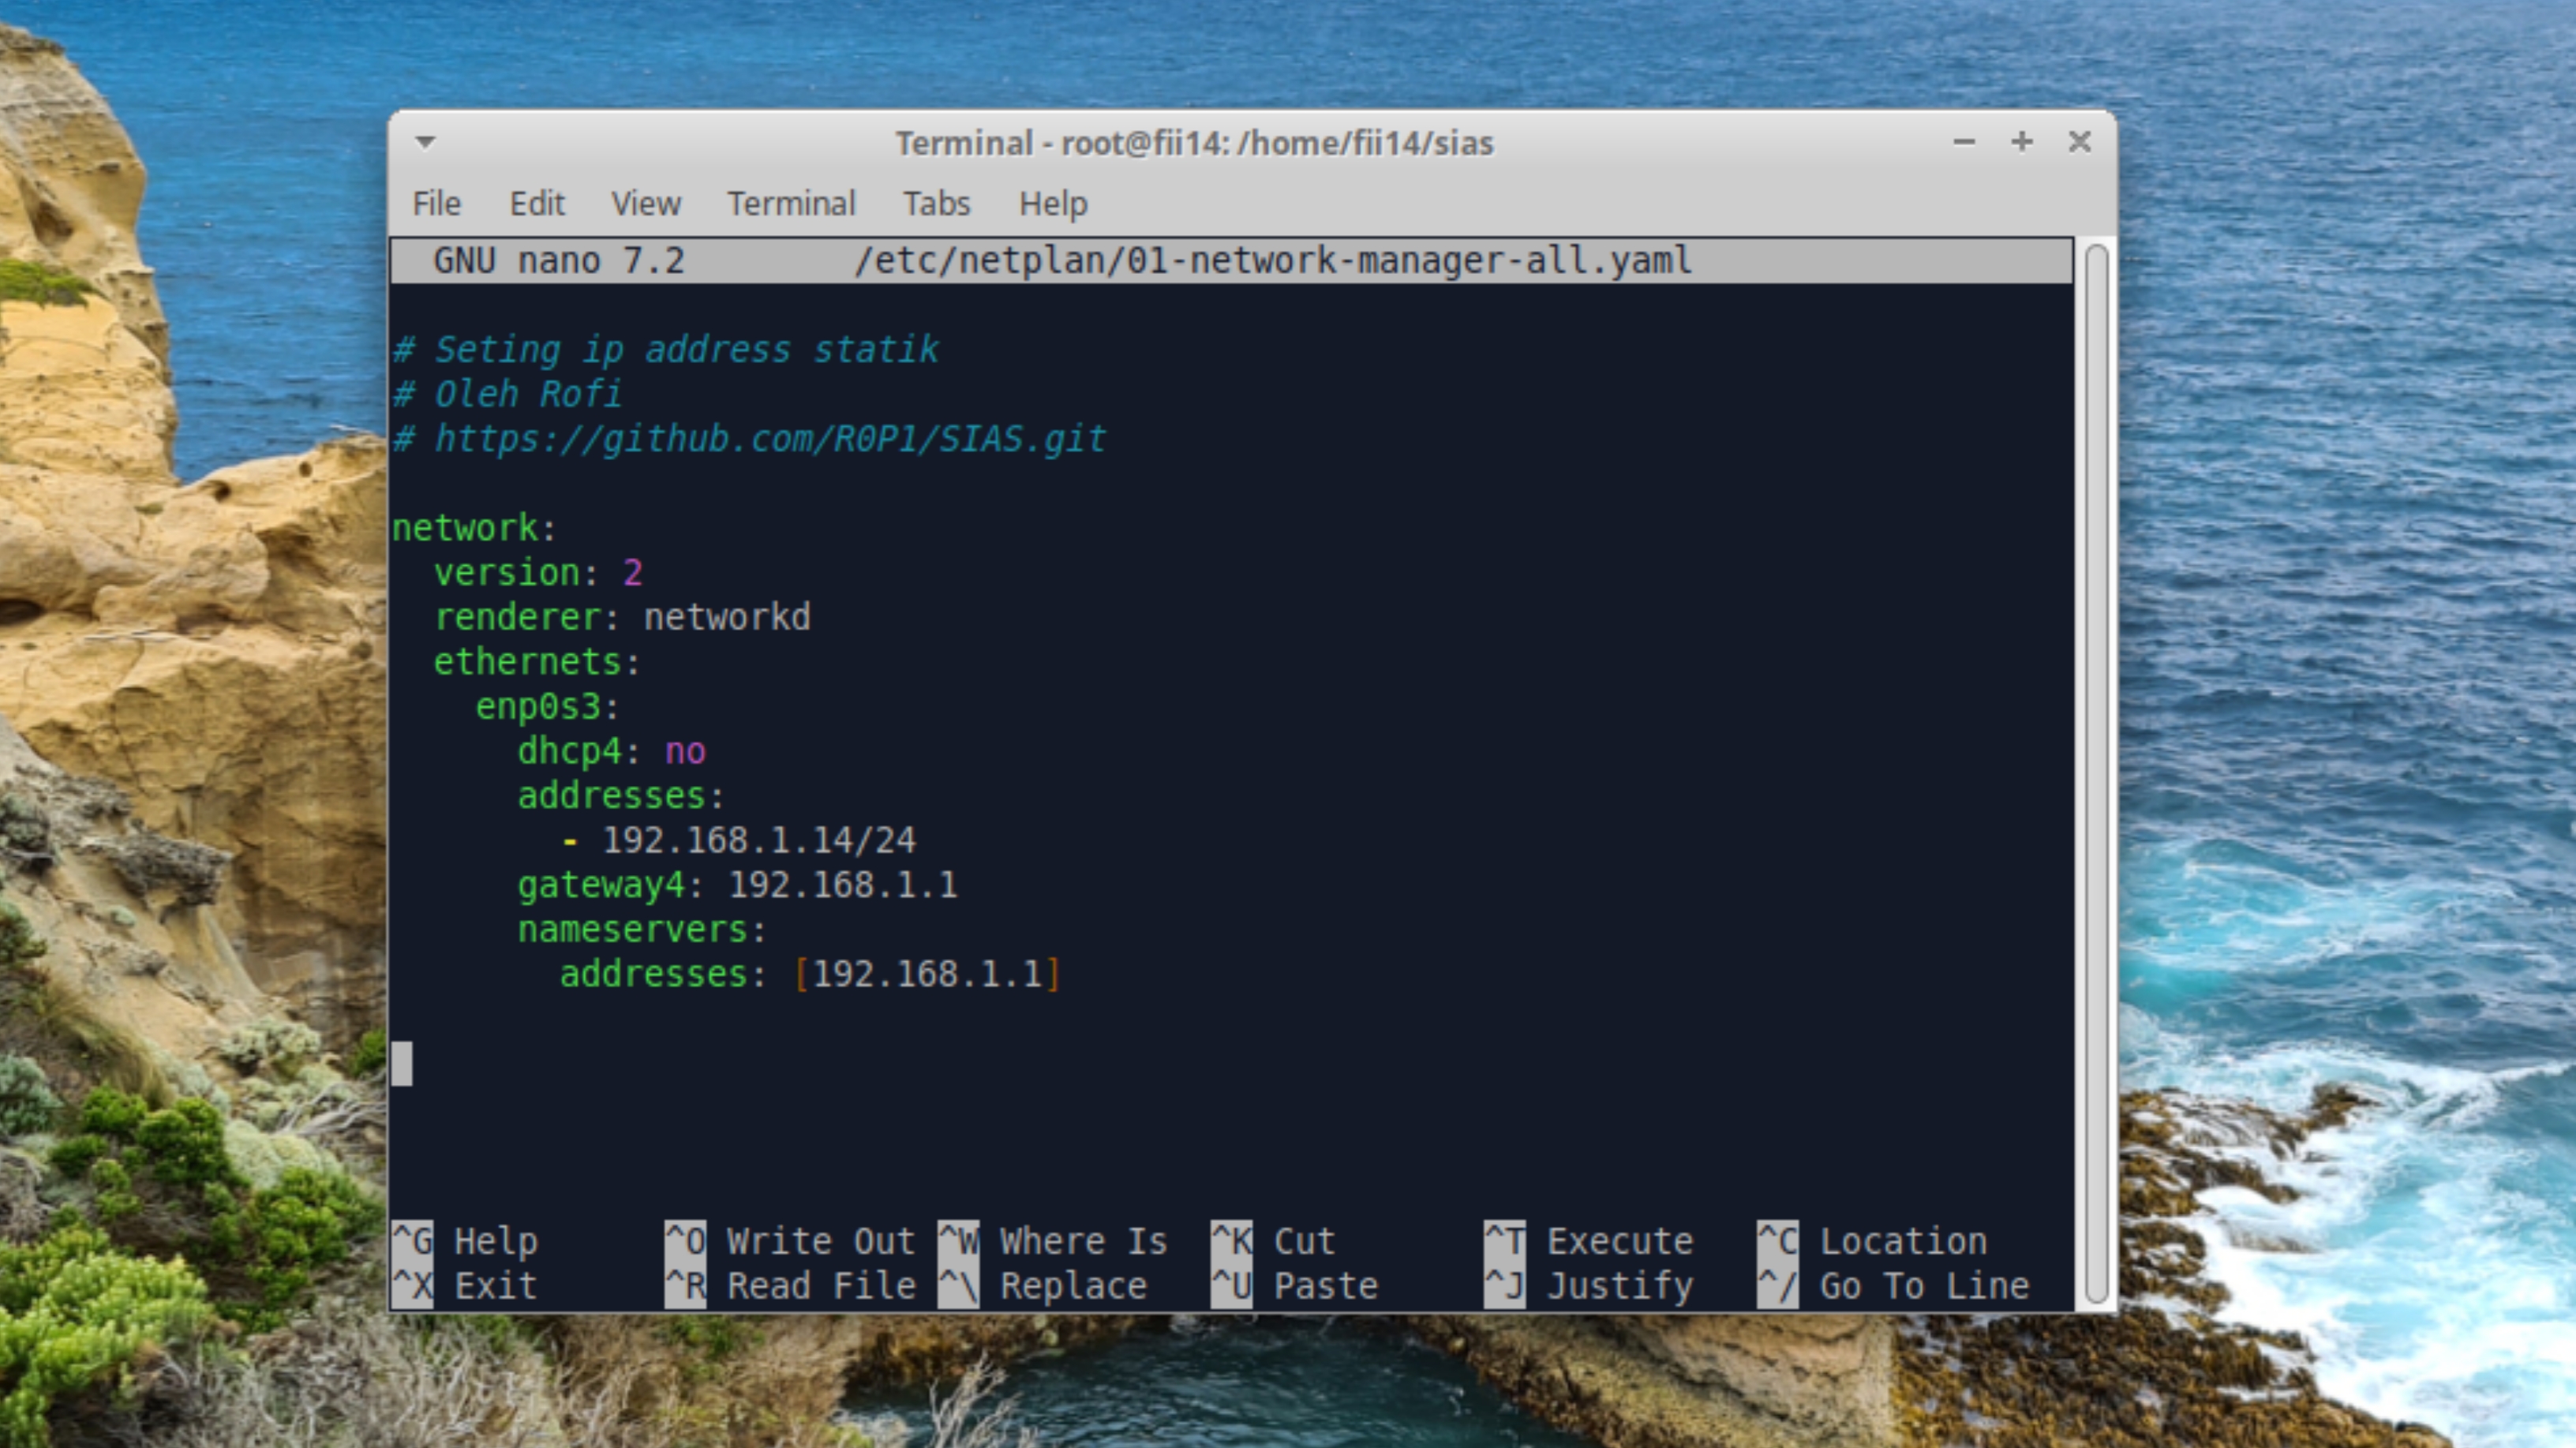 Terminal - root@fii14: /home/fii14/sias
File Edit View Terminal Tabs Help
GNU nano 7.2 /etc/netplan/01-network-manager-all.yaml
# Seting ip address statik
# Oleh Rofi
# https://github.com/R0P1/SIAS.git
network:
  version: 2
  renderer: networkd
  ethernets:
    enp0s3:
      dhcp4: no
      addresses:
        - 192.168.1.14/24
      gateway4: 192.168.1.1
      nameservers:
        addresses: [192.168.1.1]
^G Help ^O Write Out ^W Where Is ^K Cut ^T Execute ^C Location
^X Exit ^R Read File ^\ Replace ^U Paste ^J Justify ^/ Go To Line